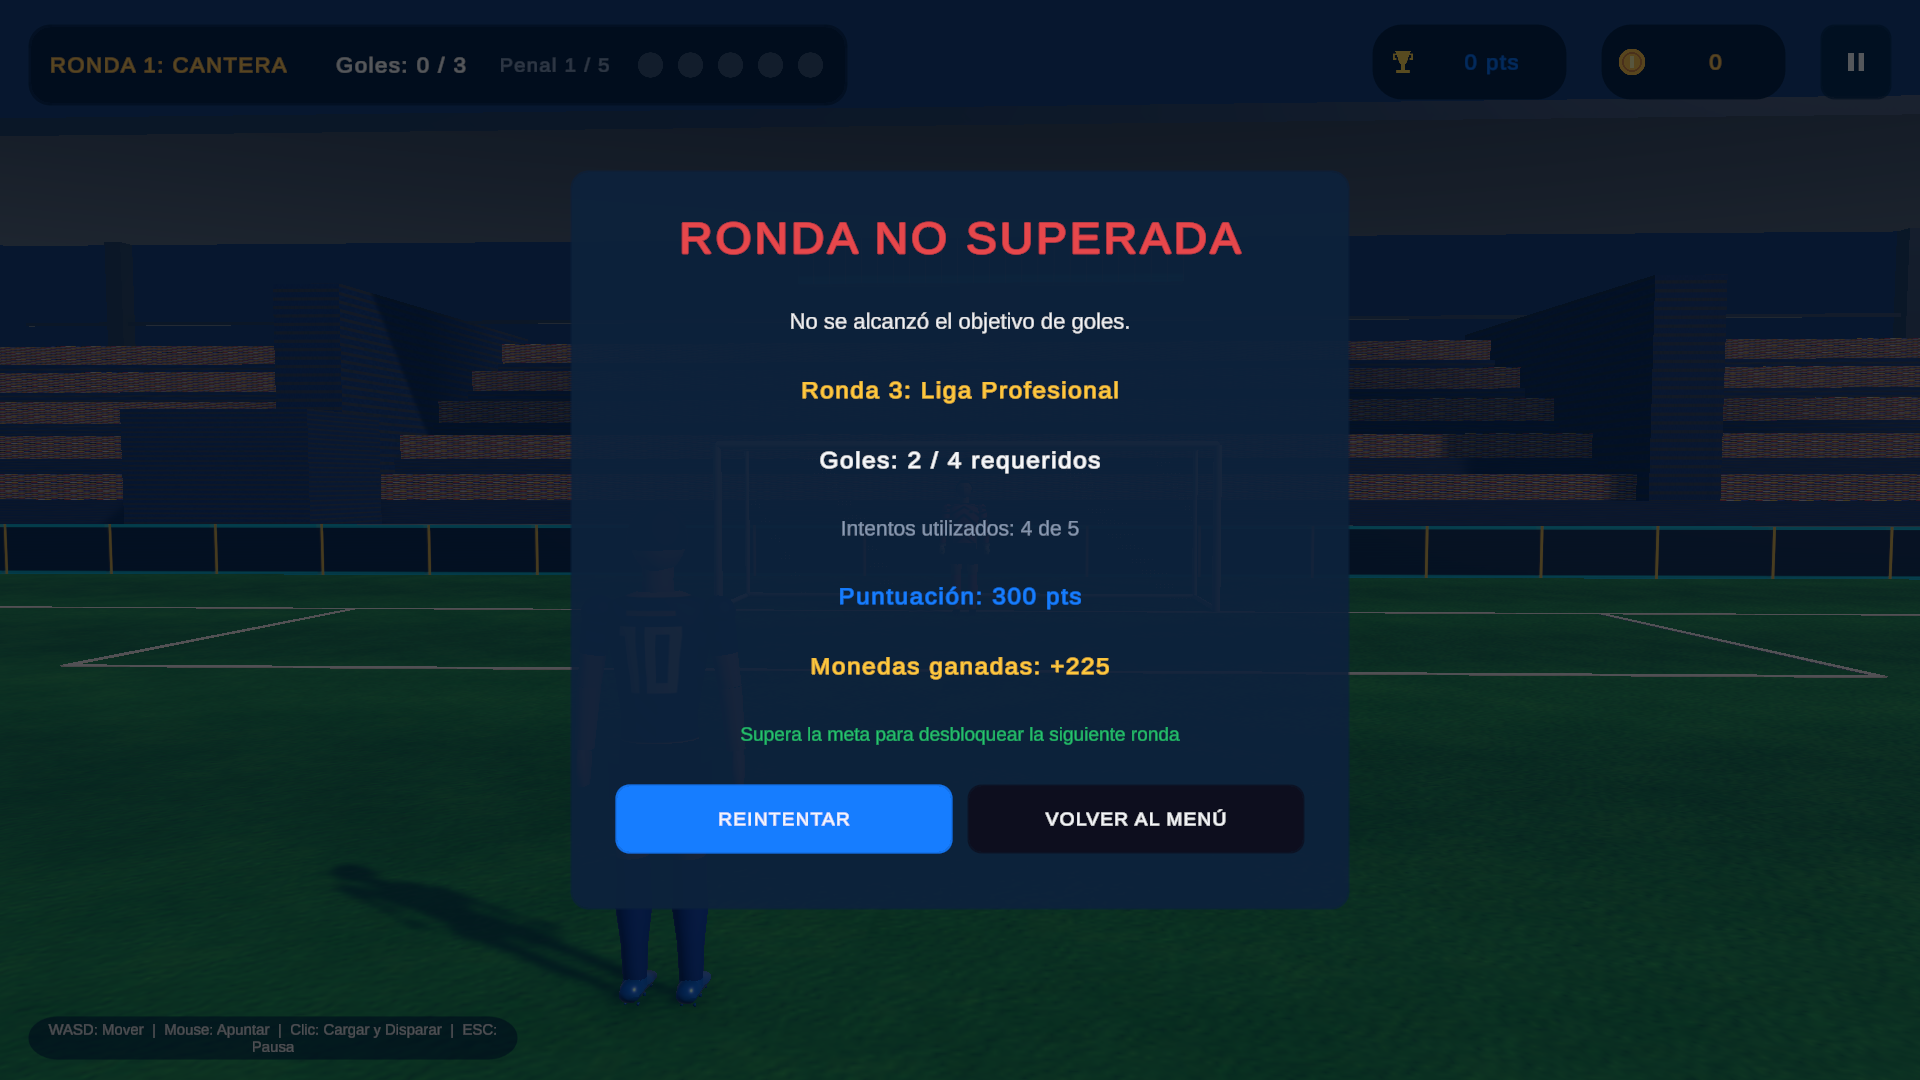 RONDA 1: CANTERA
Goles: 0 / 3
Penal 1 / 5
0 pts
0
RONDA NO SUPERADA
No se alcanzó el objetivo de goles.
Ronda 3: Liga Profesional
Goles: 2 / 4 requeridos
Intentos utilizados: 4 de 5
Puntuación: 300 pts
Monedas ganadas: +225
Supera la meta para desbloquear la siguiente ronda
REINTENTAR
VOLVER AL MENÚ
10
WASD: Mover | Mouse: Apuntar | Clic: Cargar y Disparar | ESC:
Pausa